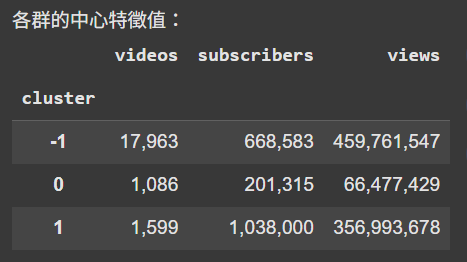 各群的中心特徵值：
videos subscribers views
cluster
-1 17,963 668,583 459,761,547
0 1,086 201,315 66,477,429
1 1,599 1,038,000 356,993,678